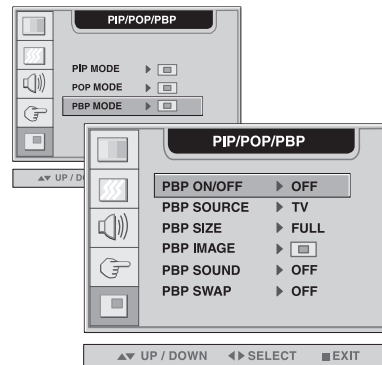 PIP/POP/PBP
PIP MODE ▶
POP MODE ▶
PBP MODE ▶
▲▼ UP / D
PIP/POP/PBP
PBP ON/OFF ▶ OFF
PBP SOURCE ▶ TV
PBP SIZE ▶ FULL
PBP IMAGE ▶
PBP SOUND ▶ OFF
PBP SWAP ▶ OFF
▲▼ UP / DOWN ◀▶ SELECT ■ EXIT